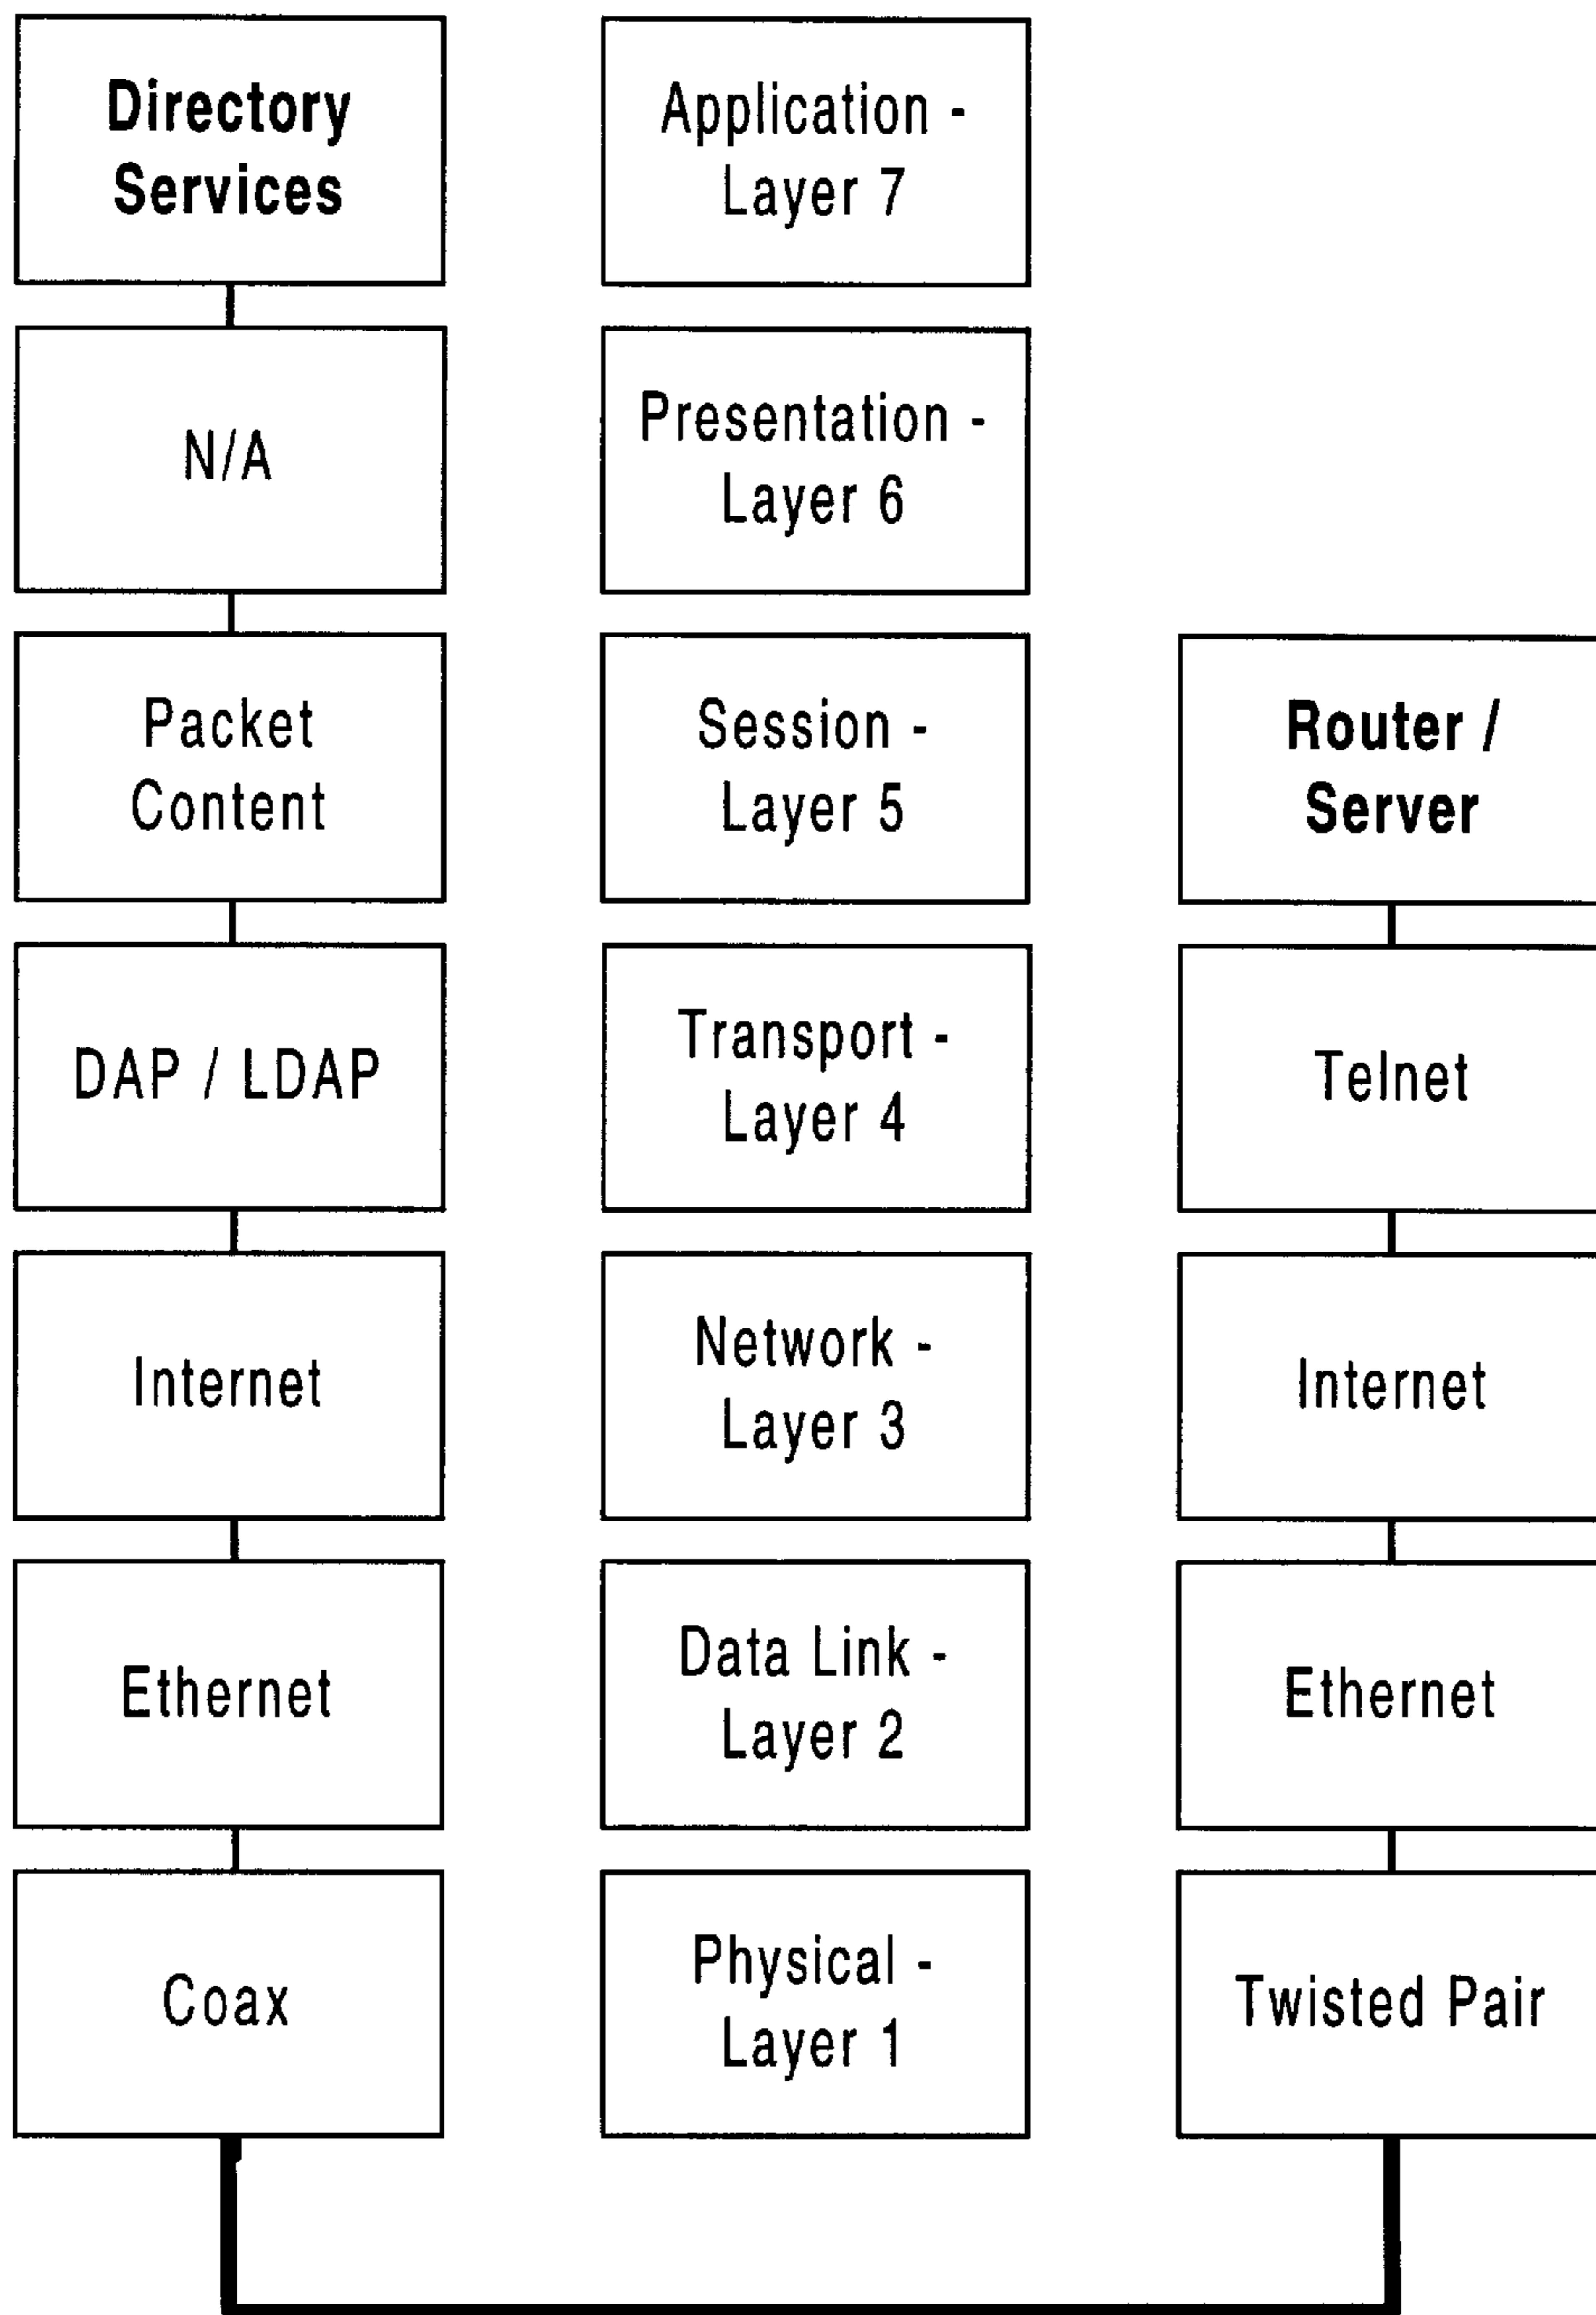 Directory
Services
N/A
Packet
Content
DAP / LDAP
Internet
Ethernet
Coax
Application -
Layer 7
Presentation -
Layer 6
Session -
Layer 5
Transport -
Layer 4
Network -
Layer 3
Data Link -
Layer 2
Physical -
Layer 1
Router /
Server
Telnet
Internet
Ethernet
Twisted Pair